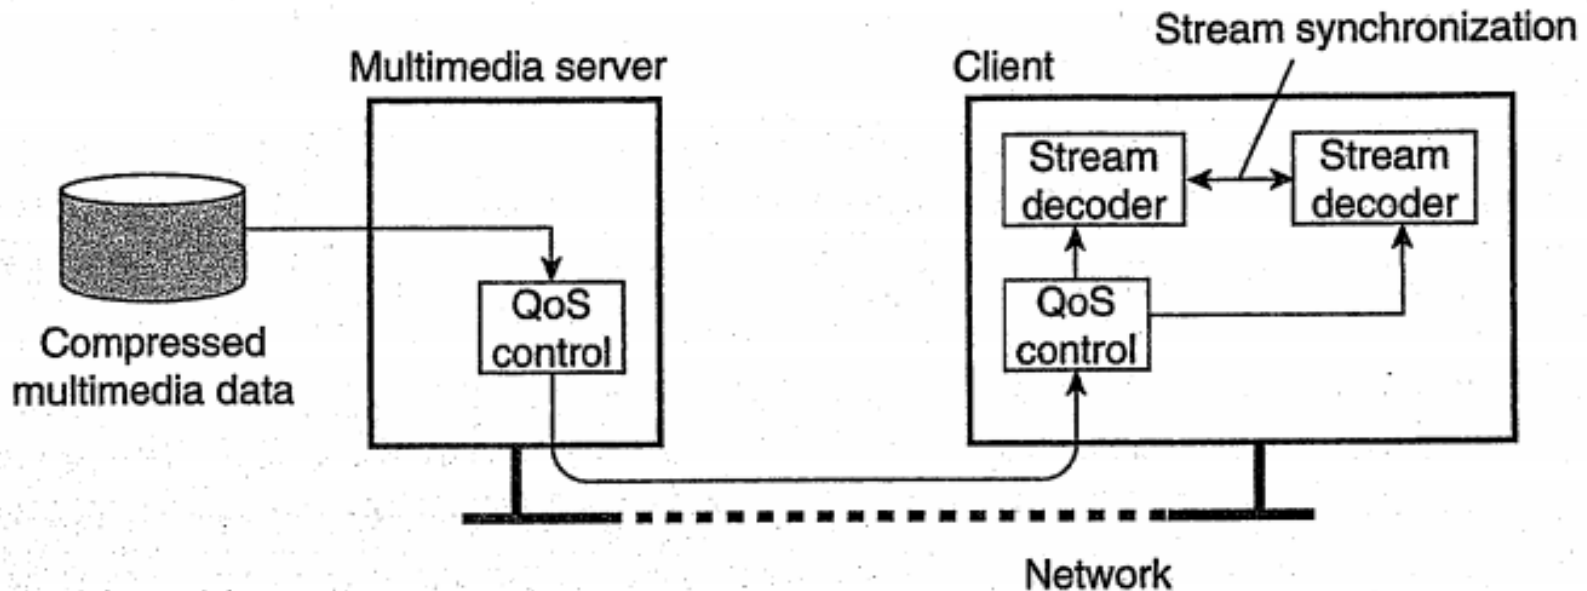 Stream synchronization
Multimedia server
Client
Stream
decoder
Stream
decoder
QoS
control
QoS
control
Compressed
multimedia data
Network